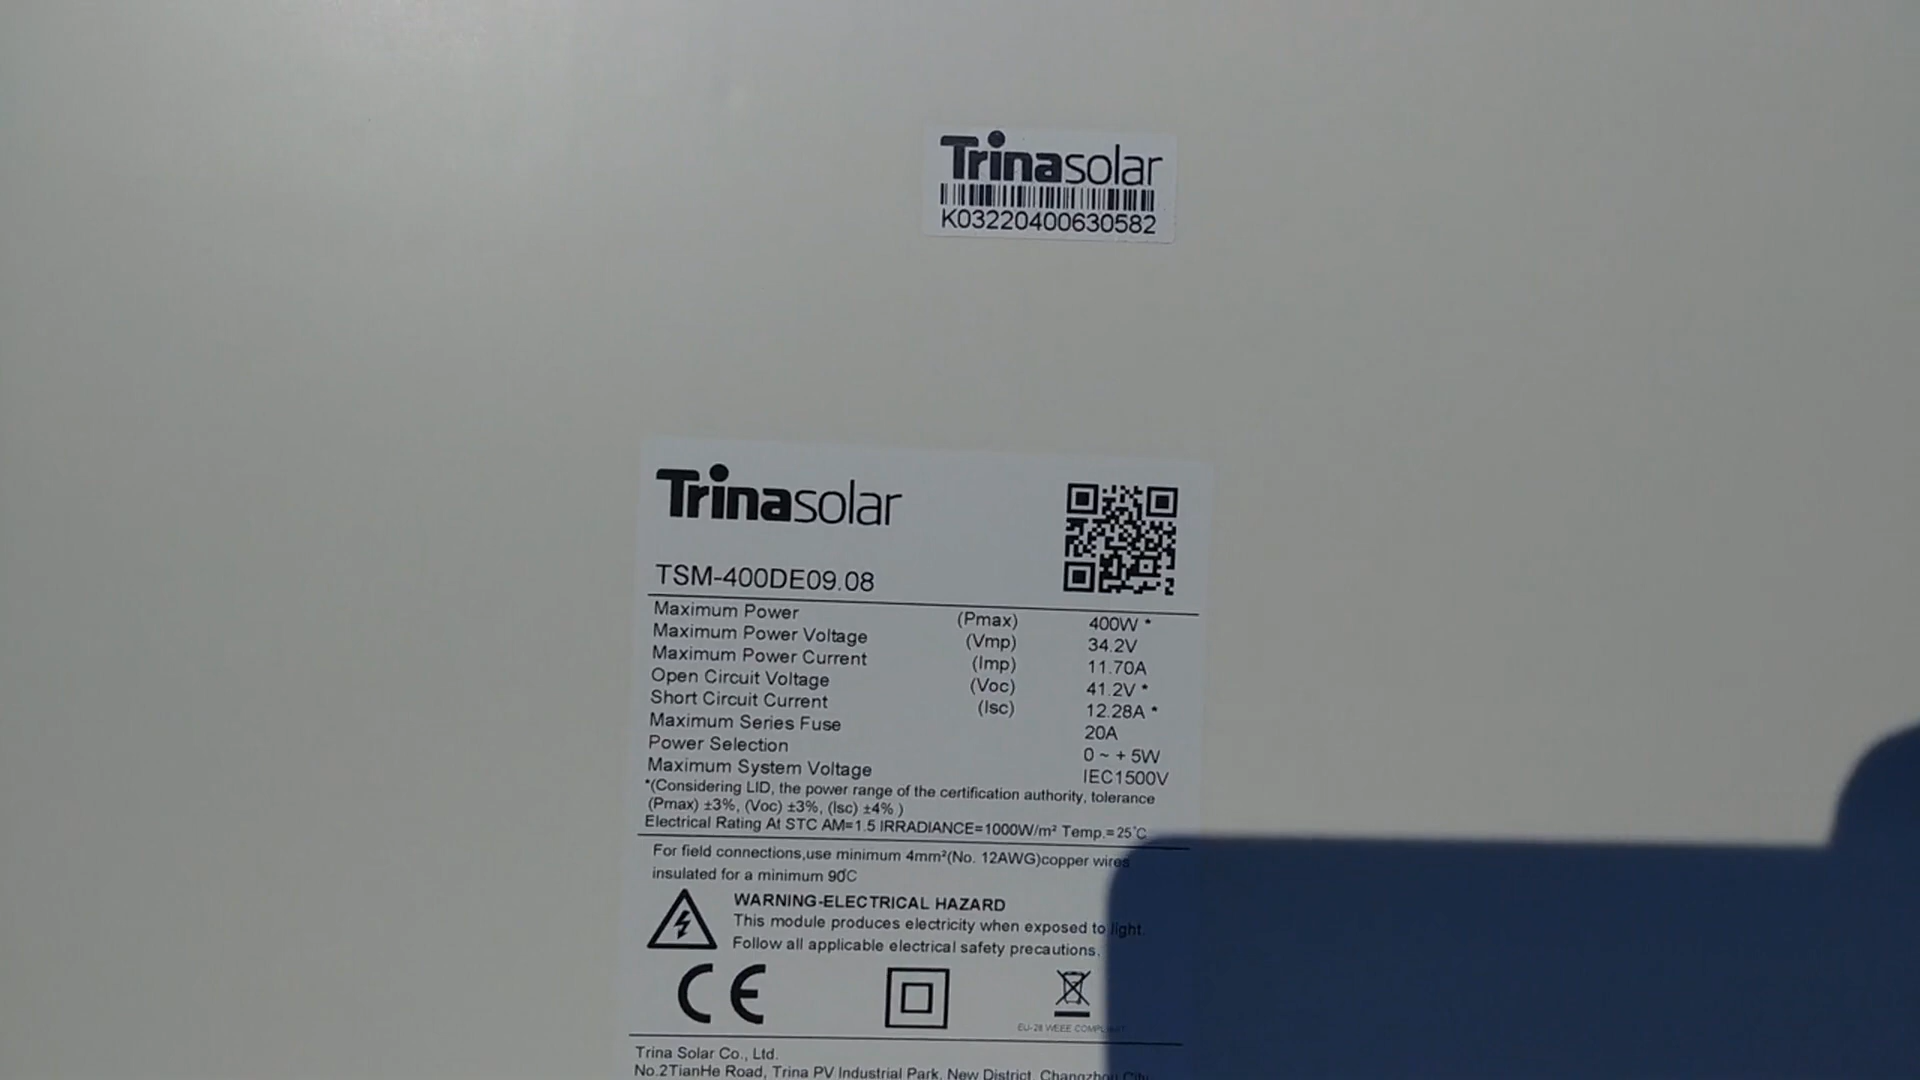 Trinasolar
K03220400630582
Trinasolar
TSM-400DE09.08
Maximum Power (Pmax) 400W *
Maximum Power Voltage (Vmp) 34.2V
Maximum Power Current (Imp) 11.70A
Open Circuit Voltage (Voc) 41.2V *
Short Circuit Current (Isc) 12.28A *
Maximum Series Fuse 20A
Power Selection 0 ~ + 5W
Maximum System Voltage IEC1500V
*(Considering LID, the power range of the certification authority, tolerance
(Pmax) ±3%, (Voc) ±3%, (Isc) ±4% )
Electrical Rating At STC AM=1.5 IRRADIANCE=1000W/m² Temp.=25°C
For field connections,use minimum 4mm²(No. 12AWG)copper wires
insulated for a minimum 90°C
WARNING-ELECTRICAL HAZARD
This module produces electricity when exposed to light.
Follow all applicable electrical safety precautions.
CE
EU-28 WEEE COMPLIANT
Trina Solar Co., Ltd.
No.2TianHe Road, Trina PV Industrial Park, New District, Changzhou City,